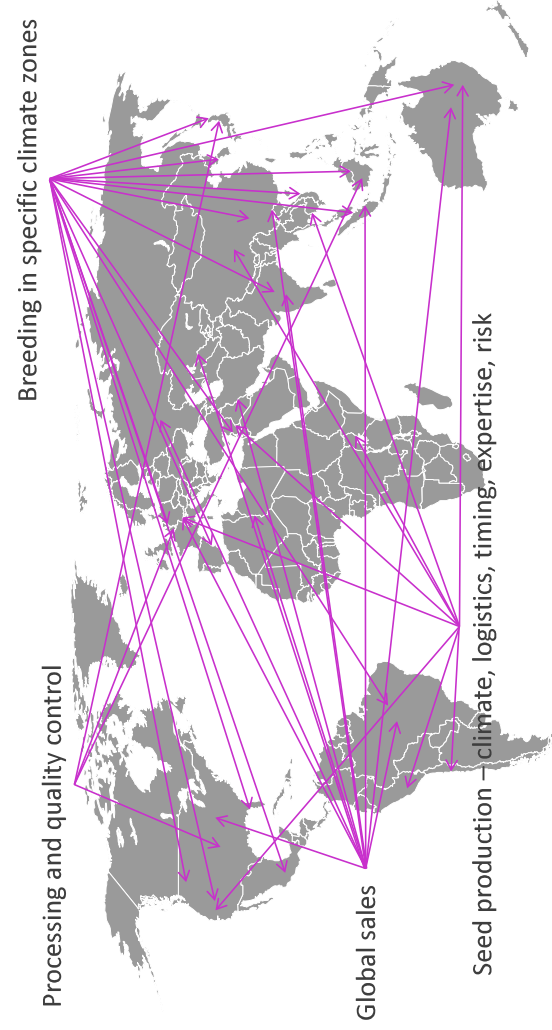 Processing and quality control
Breeding in specific climate zones
Global sales
Seed production – climate, logistics, timing, expertise, risk